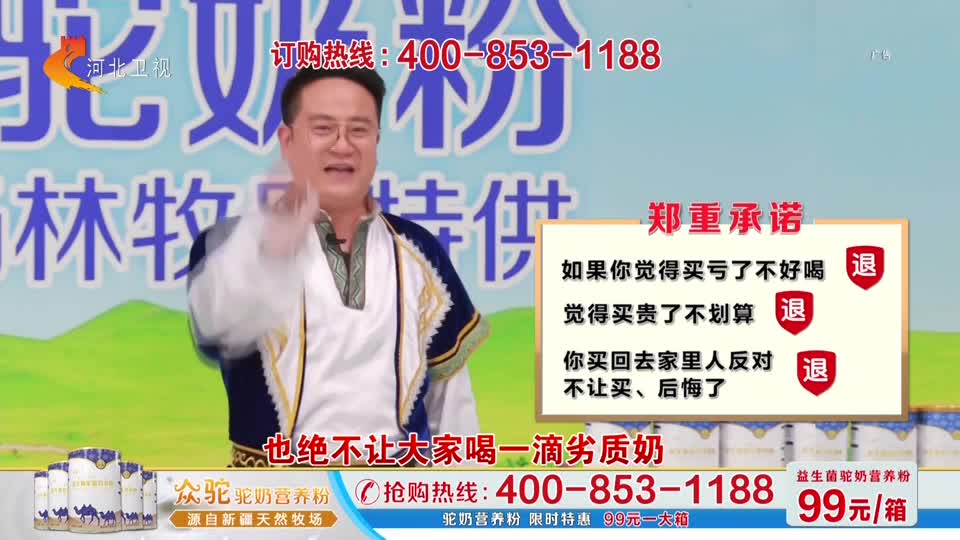 订购热线：400-853-1188
河北卫视
广告
驼奶粉
林牧场特供
郑重承诺
如果你觉得买亏了不好喝 退
觉得买贵了不划算 退
你买回去家里人反对
不让买、后悔了 退
也绝不让大家喝一滴劣质奶
众驼 驼奶营养粉
源自新疆天然牧场
抢购热线：400-853-1188
驼奶营养粉 限时特惠 99元一大箱
益生菌驼奶营养粉
99元/箱